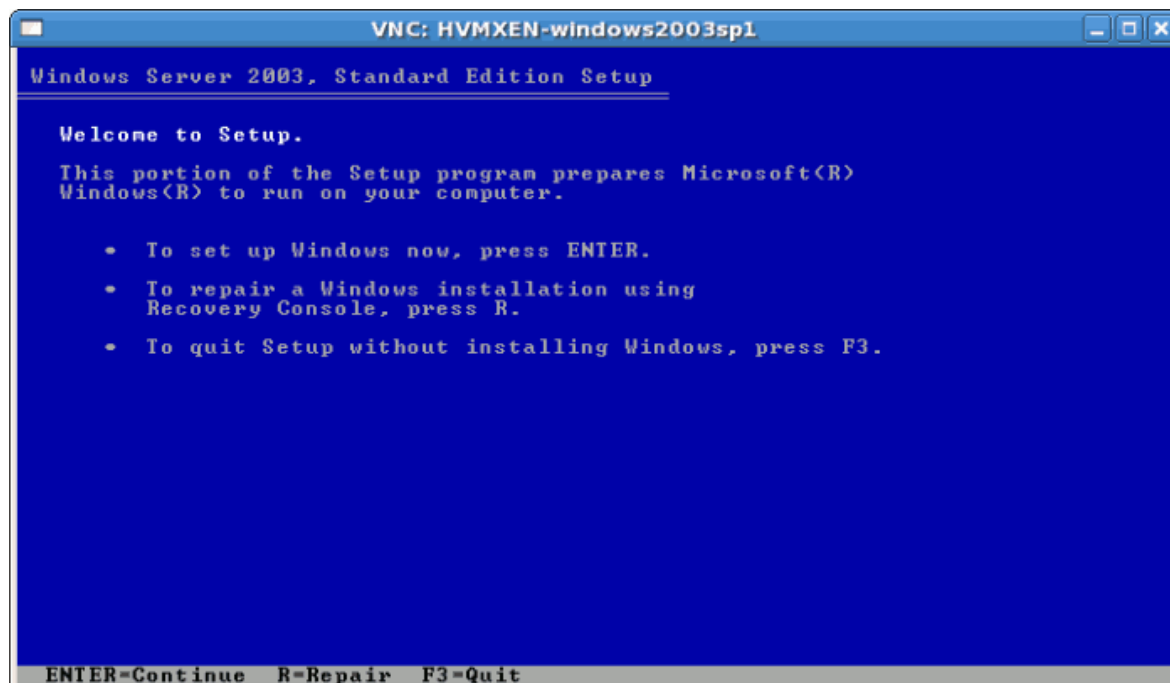 VNC: HVMXEN-windows2003sp1
Windows Server 2003, Standard Edition Setup
Welcome to Setup.
This portion of the Setup program prepares Microsoft(R)
Windows(R) to run on your computer.
• To set up Windows now, press ENTER.
• To repair a Windows installation using
Recovery Console, press R.
• To quit Setup without installing Windows, press F3.
ENTER=Continue R=Repair F3=Quit